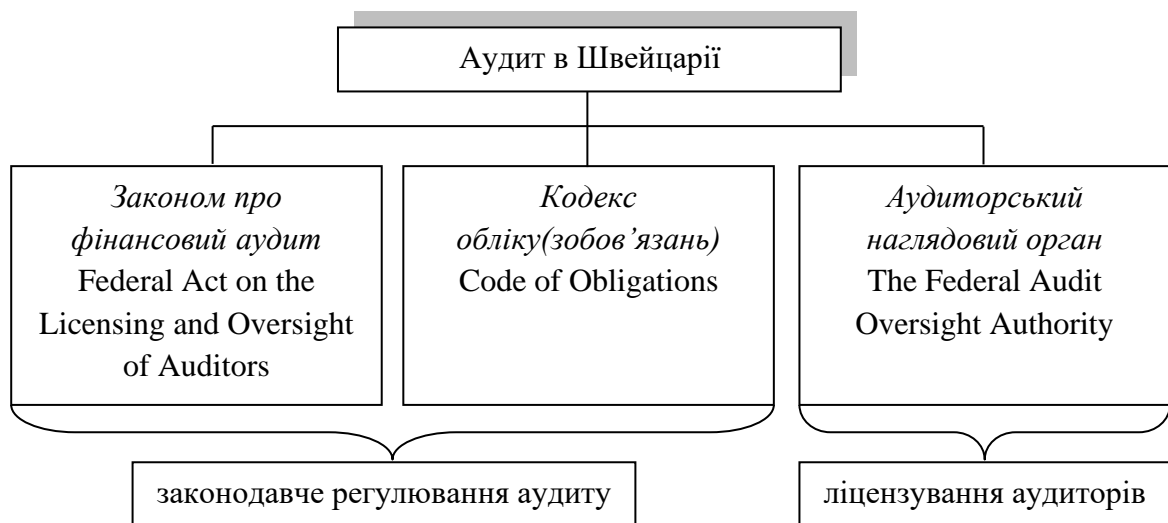 Аудит в Швейцарії
Законом про
фінансовий аудит
Federal Act on the
Licensing and Oversight
of Auditors
Кодекс
обліку(зобов’язань)
Code of Obligations
Аудиторський
наглядовий орган
The Federal Audit
Oversight Authority
законодавче регулювання аудиту
ліцензування аудиторів